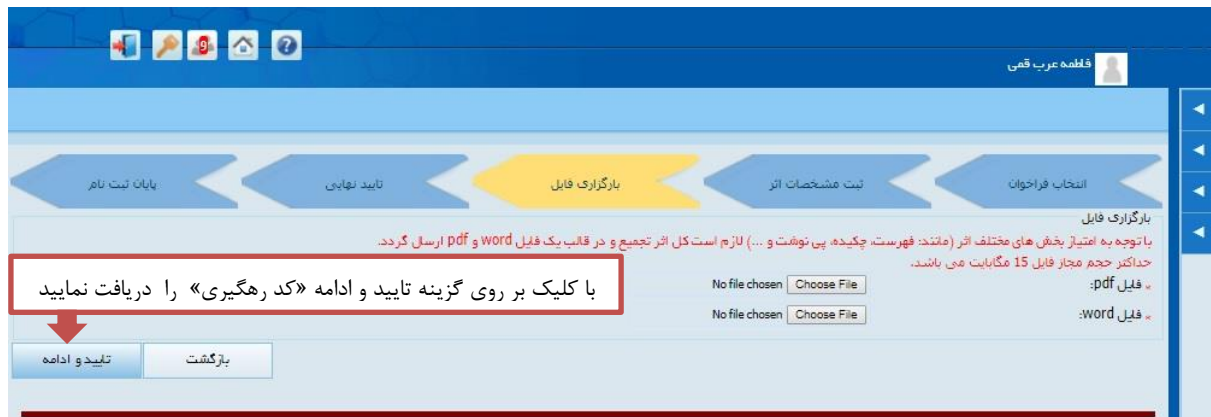 9
فاطمه عرب قمی
انتخاب فراخوان
ثبت مشخصات اثر
بارگزاری فایل
تایید نهایی
پایان ثبت نام
بارگزاری فایل
با توجه به امتیاز بخش های مختلف اثر (مانند: فهرست، چکیده، پی نوشت و ...) لازم است کل اثر تجمیع و در قالب یک فایل word و pdf ارسال گردد.
حداکثر حجم مجاز فایل 15 مگابایت می باشد.
* فایل pdf: Choose File No file chosen
* فایل word: Choose File No file chosen
با کلیک بر روی گزینه تایید و ادامه «کد رهگیری» را دریافت نمایید
بازگشت
تایید و ادامه